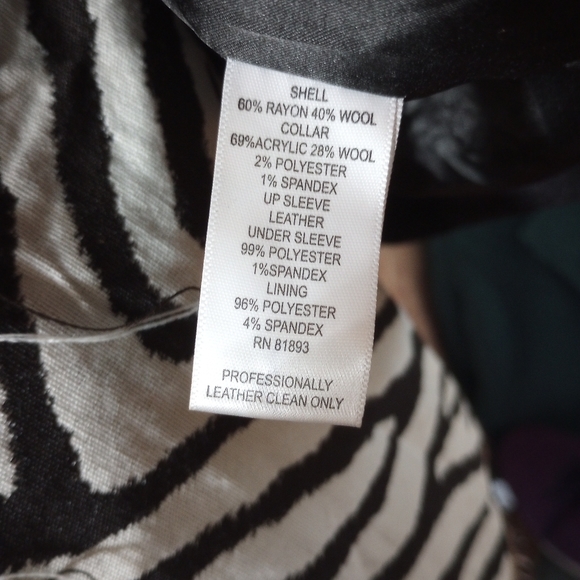 SHELL
60% RAYON 40% WOOL
COLLAR
69%ACRYLIC 28% WOOL
2% POLYESTER
1% SPANDEX
UP SLEEVE
LEATHER
UNDER SLEEVE
99% POLYESTER
1%SPANDEX
LINING
96% POLYESTER
4% SPANDEX
RN 81893
PROFESSIONALLY
LEATHER CLEAN ONLY